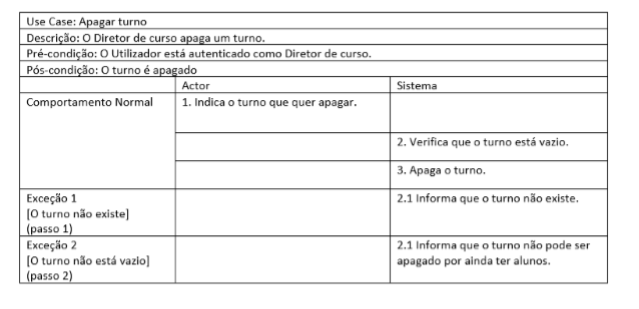 Use Case: Apagar turno
Descrição: O Diretor de curso apaga um turno.
Pré-condição: O Utilizador está autenticado como Diretor de curso.
Pós-condição: O turno é apagado
Actor Sistema
Comportamento Normal 1. Indica o turno que quer apagar.
2. Verifica que o turno está vazio.
3. Apaga o turno.
Exceção 1 2.1 Informa que o turno não existe.
[O turno não existe]
(passo 1)
Exceção 2 2.1 Informa que o turno não pode ser
[O turno não está vazio] apagado por ainda ter alunos.
(passo 2)